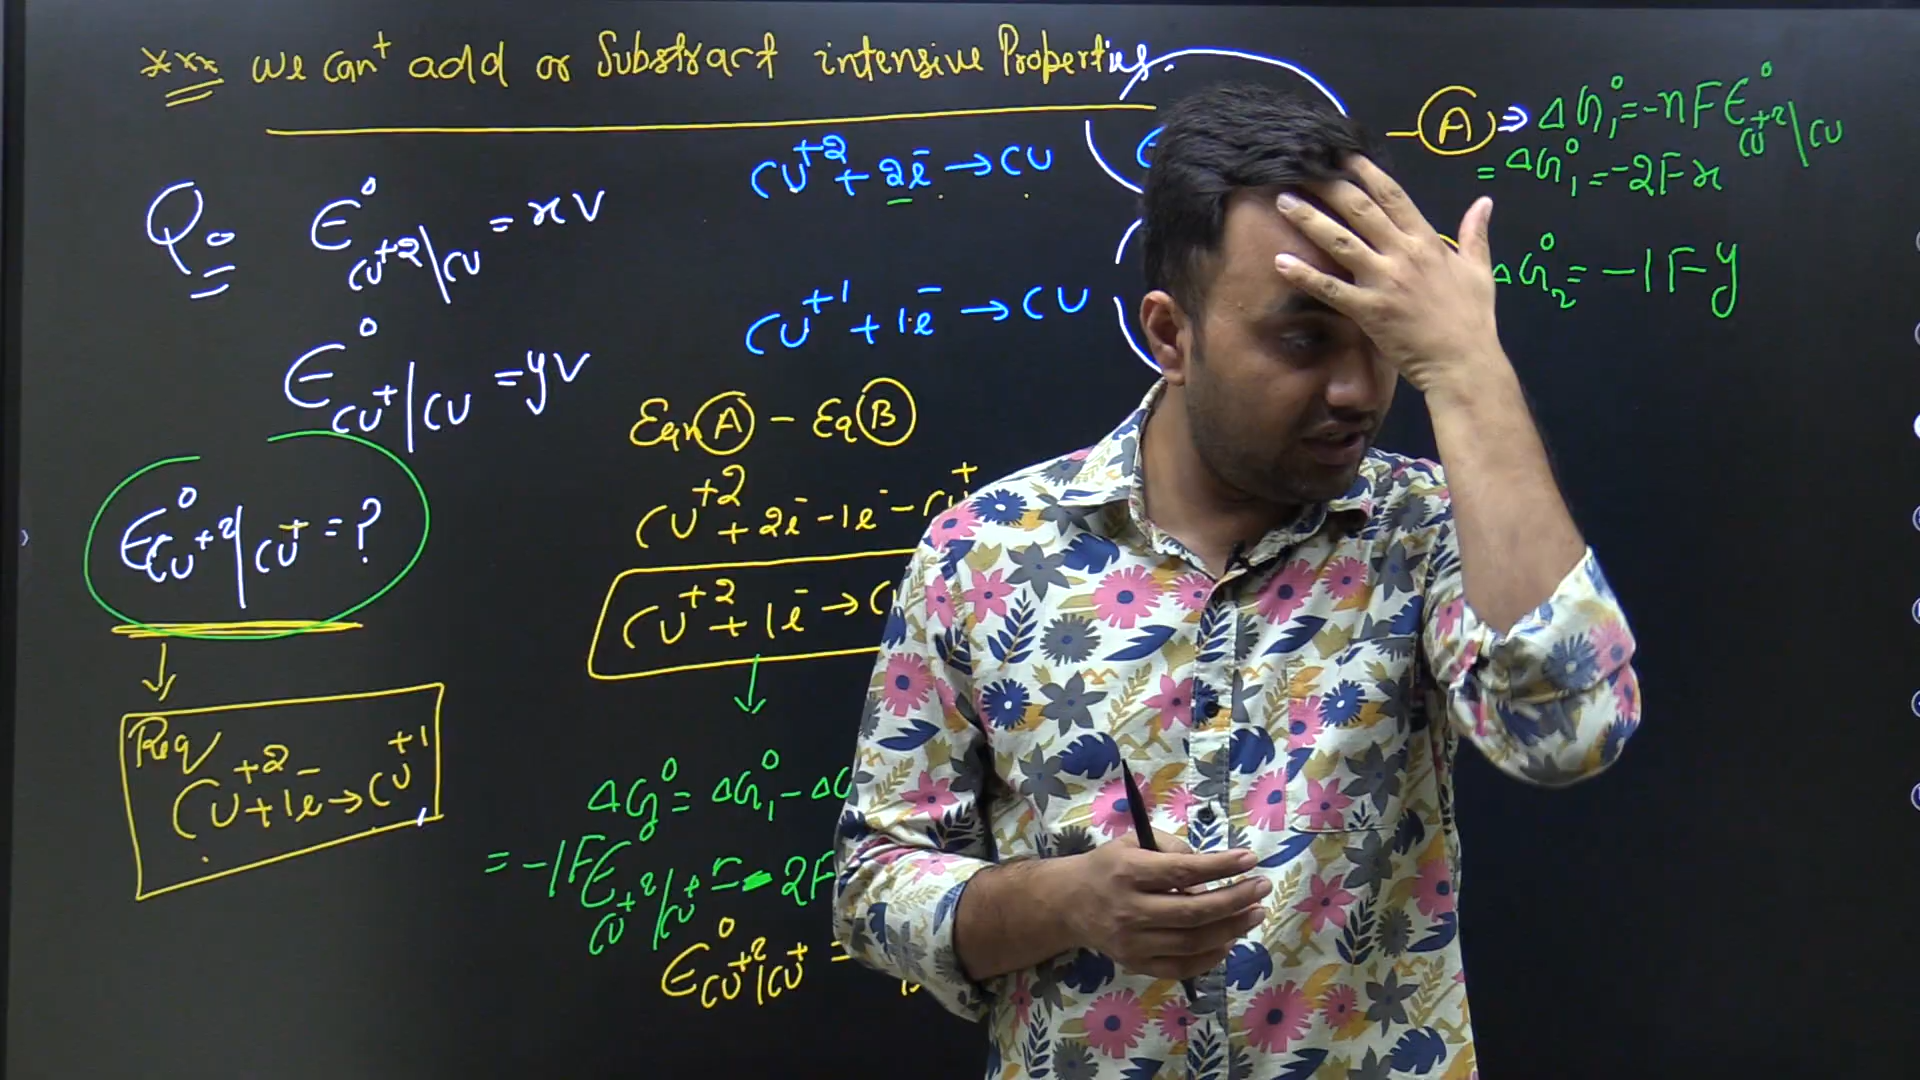 *** we can't add or Substract intensive Properties.
Q. E°Cu+2/Cu = xV
E°Cu+/Cu = yV
E°Cu+2/Cu+ = ?
Req
Cu+2 + 1e- → Cu+1
Cu+2 + 2e- → Cu
Cu+1 + 1e- → Cu
Eqn A - Eq B
Cu+2 + 2e- - 1e- -
Cu+2 + 1e- →
ΔG° = ΔG°1 -
= -1F E°Cu+2/Cu+ = - 2F
E°Cu+2/Cu+ =
A ⇒ ΔG°1 = -nFE°Cu+2/Cu
= ΔG°1 = -2Fx
ΔG°2 = -1Fy